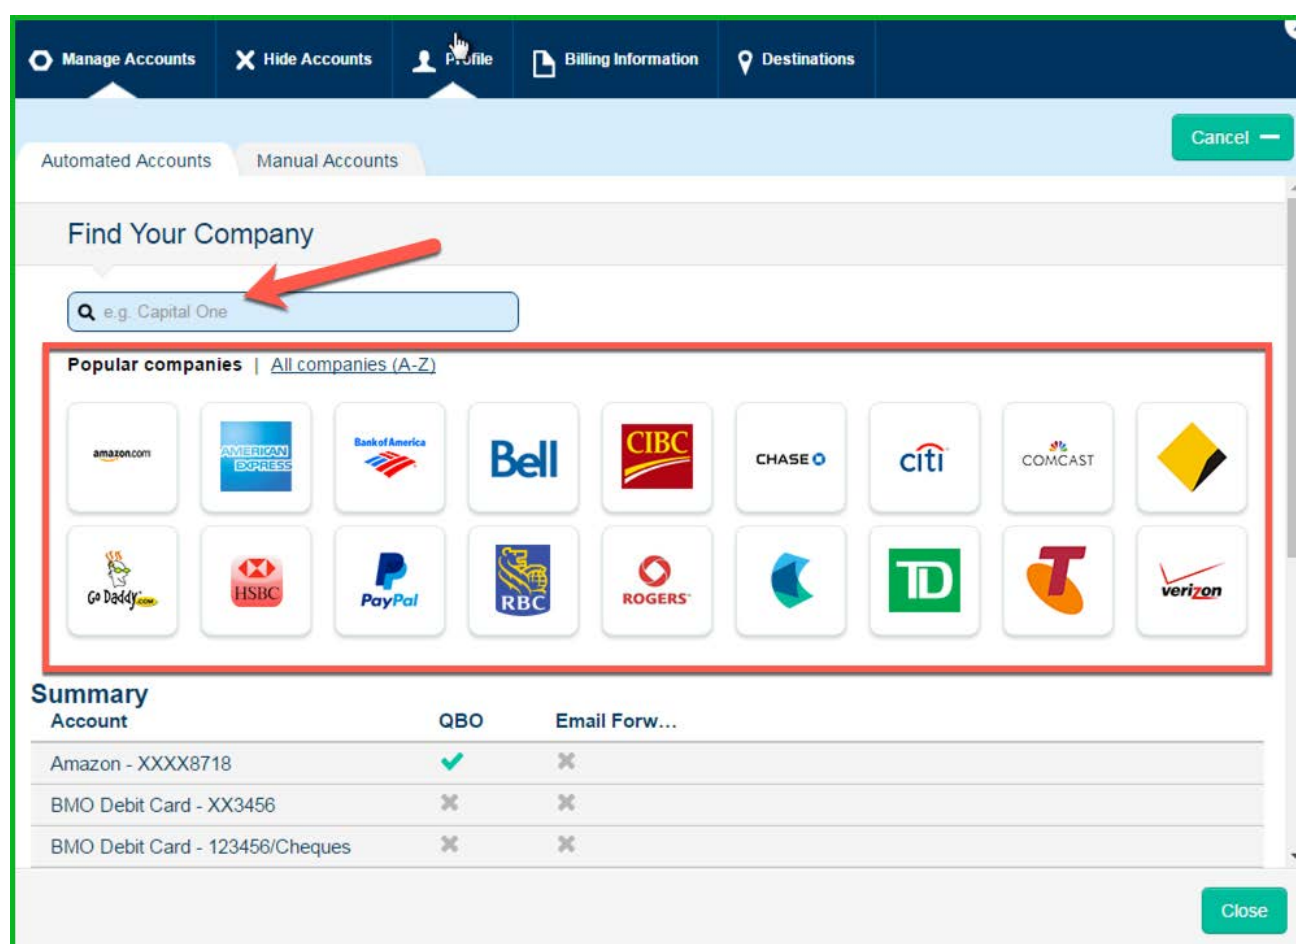 Manage Accounts Hide Accounts Profile Billing Information Destinations
Cancel
Automated Accounts Manual Accounts
Find Your Company
e.g. Capital One
Popular companies | All companies (A-Z)
amazon.com AMERICAN EXPRESS Bank of America Bell CIBC CHASE citi COMCAST
Go Daddy.COM HSBC PayPal RBC ROGERS TD T verizon
Summary
Account QBO Email Forw...
Amazon - XXXX8718
BMO Debit Card - XX3456
BMO Debit Card - 123456/Cheques
Close